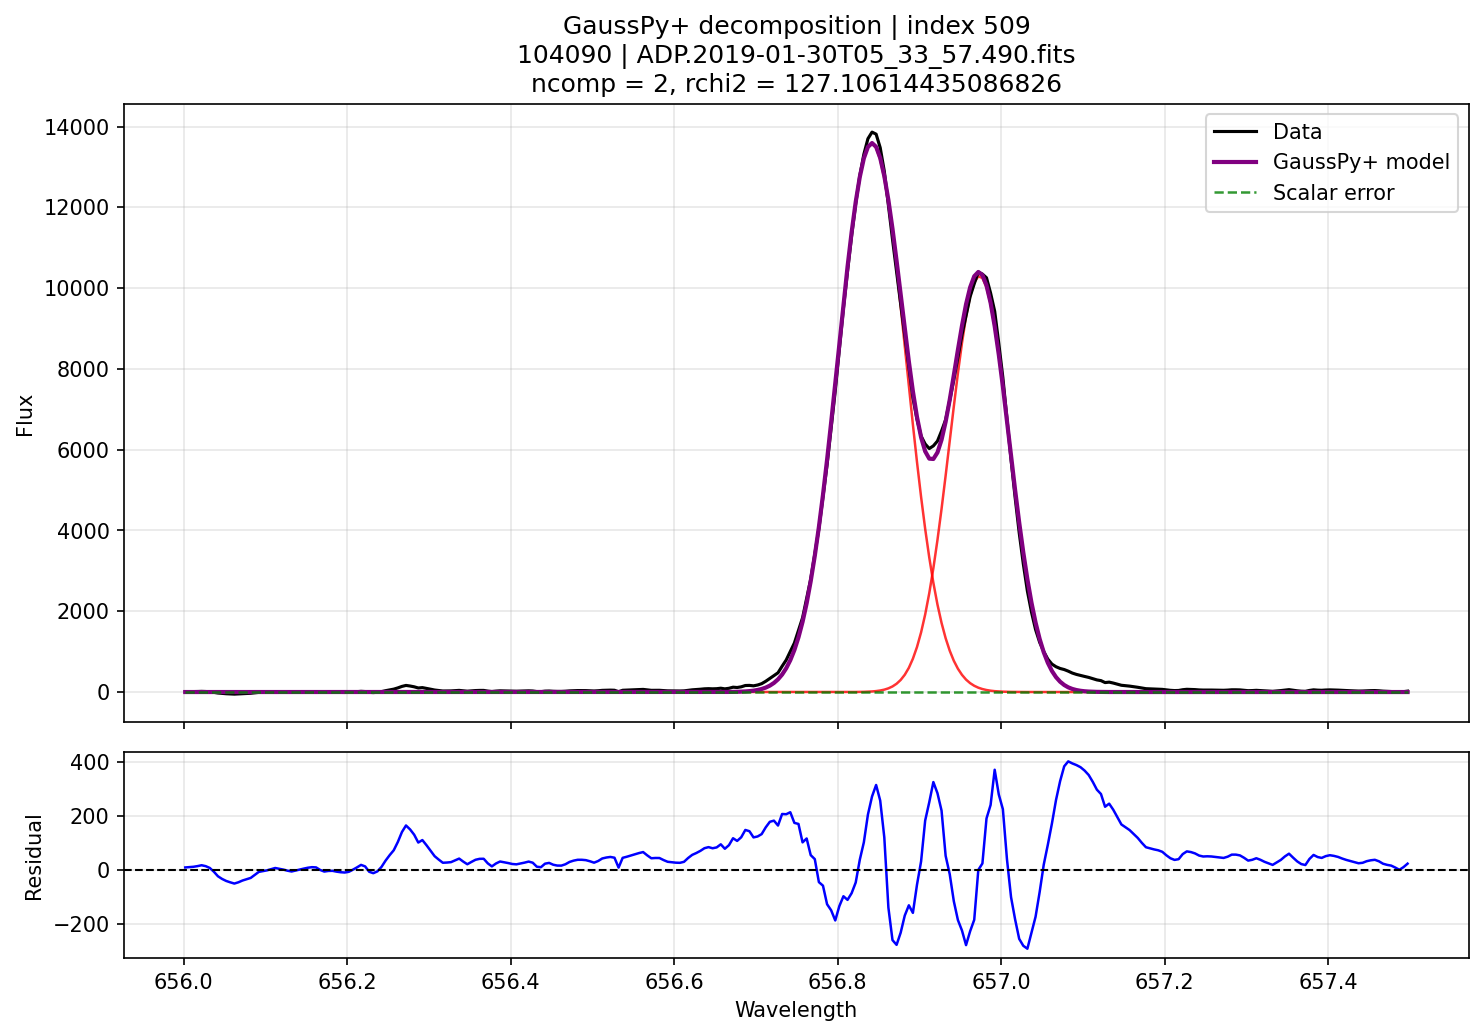 GaussPy+ decomposition | index 509
104090 | ADP.2019-01-30T05_33_57.490.fits
ncomp = 2, rchi2 = 127.10614435086826
Data
GaussPy+ model
Scalar error
14000
12000
10000
8000
6000
4000
2000
0
Flux
400
200
0
−200
Residual
656.0 656.2 656.4 656.6 656.8 657.0 657.2 657.4
Wavelength